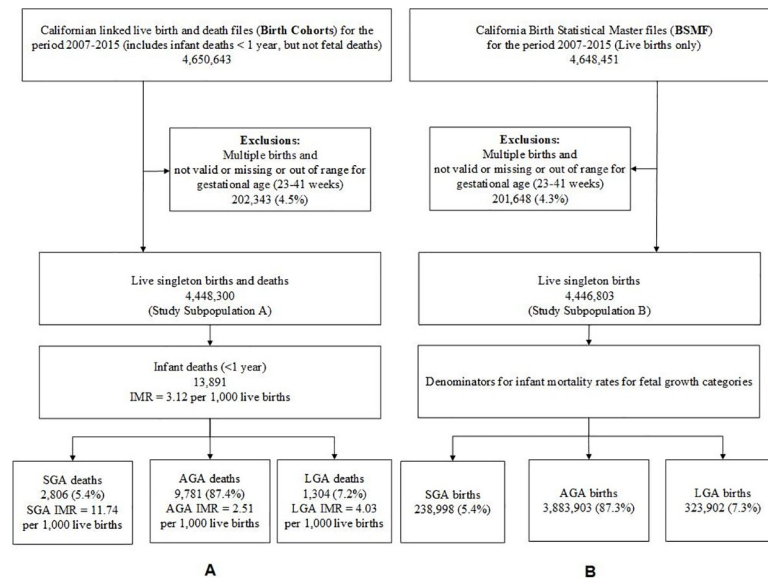 Californian linked live birth and death files (Birth Cohorts) for the
period 2007-2015 (includes infant deaths < 1 year, but not fetal deaths)
4,650,643
Exclusions:
Multiple births and
not valid or missing or out of range for
gestational age (23-41 weeks)
202,343 (4.5%)
Live singleton births and deaths
4,448,300
(Study Subpopulation A)
Infant deaths (<1 year)
13,891
IMR = 3.12 per 1,000 live births
SGA deaths
2,806 (5.4%)
SGA IMR = 11.74
per 1,000 live births
AGA deaths
9,781 (87.4%)
AGA IMR = 2.51
per 1,000 live births
LGA deaths
1,304 (7.2%)
LGA IMR = 4.03
per 1,000 live births
A
California Birth Statistical Master files (BSMF)
for the period 2007-2015 (Live births only)
4,648,451
Exclusions:
Multiple births and
not valid or missing or out of range for
gestational age (23-41 weeks)
201,648 (4.3%)
Live singleton births
4,446,803
(Study Subpopulation B)
Denominators for infant mortality rates for fetal growth categories
SGA births
238,998 (5.4%)
AGA births
3,883,903 (87.3%)
LGA births
323,902 (7.3%)
B